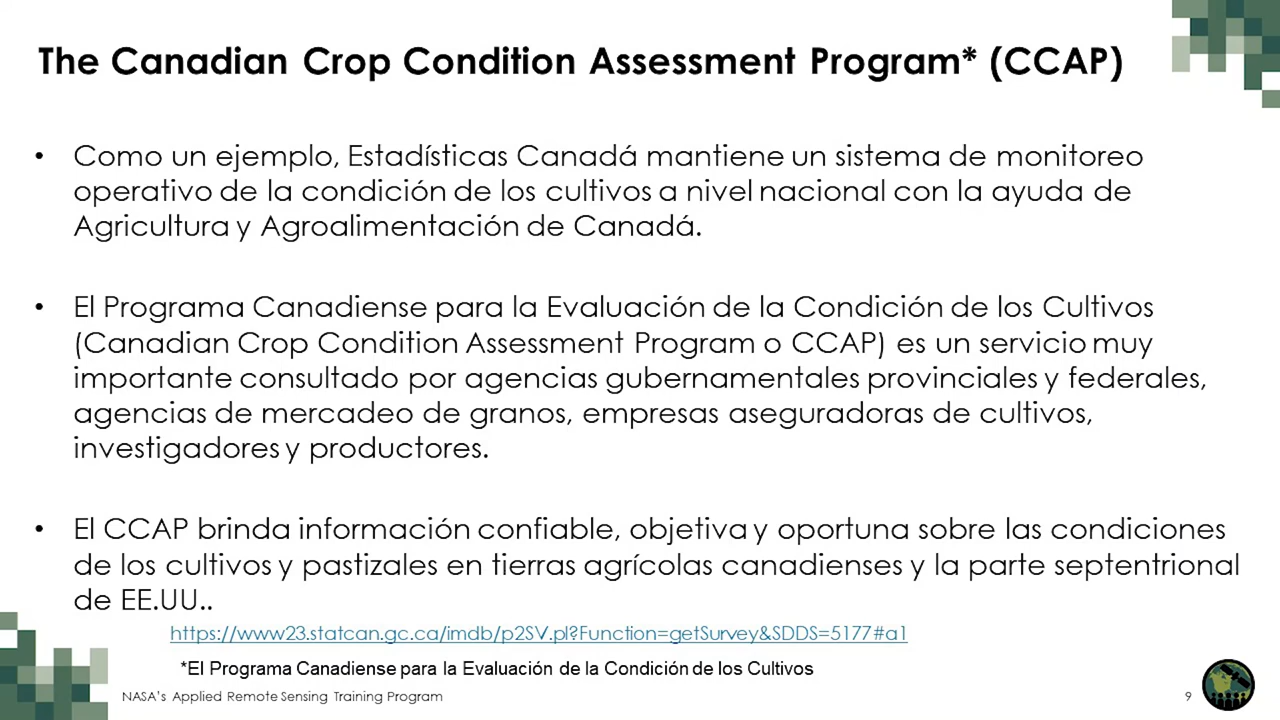 The Canadian Crop Condition Assessment Program* (CCAP)
• Como un ejemplo, Estadísticas Canadá mantiene un sistema de monitoreo
operativo de la condición de los cultivos a nivel nacional con la ayuda de
Agricultura y Agroalimentación de Canadá.
• El Programa Canadiense para la Evaluación de la Condición de los Cultivos
(Canadian Crop Condition Assessment Program o CCAP) es un servicio muy
importante consultado por agencias gubernamentales provinciales y federales,
agencias de mercadeo de granos, empresas aseguradoras de cultivos,
investigadores y productores.
• El CCAP brinda información confiable, objetiva y oportuna sobre las condiciones
de los cultivos y pastizales en tierras agrícolas canadienses y la parte septentrional
de EE.UU..
https://www23.statcan.gc.ca/imdb/p2SV.pl?Function=getSurvey&SDDS=5177#a1
*El Programa Canadiense para la Evaluación de la Condición de los Cultivos
NASA's Applied Remote Sensing Training Program
9